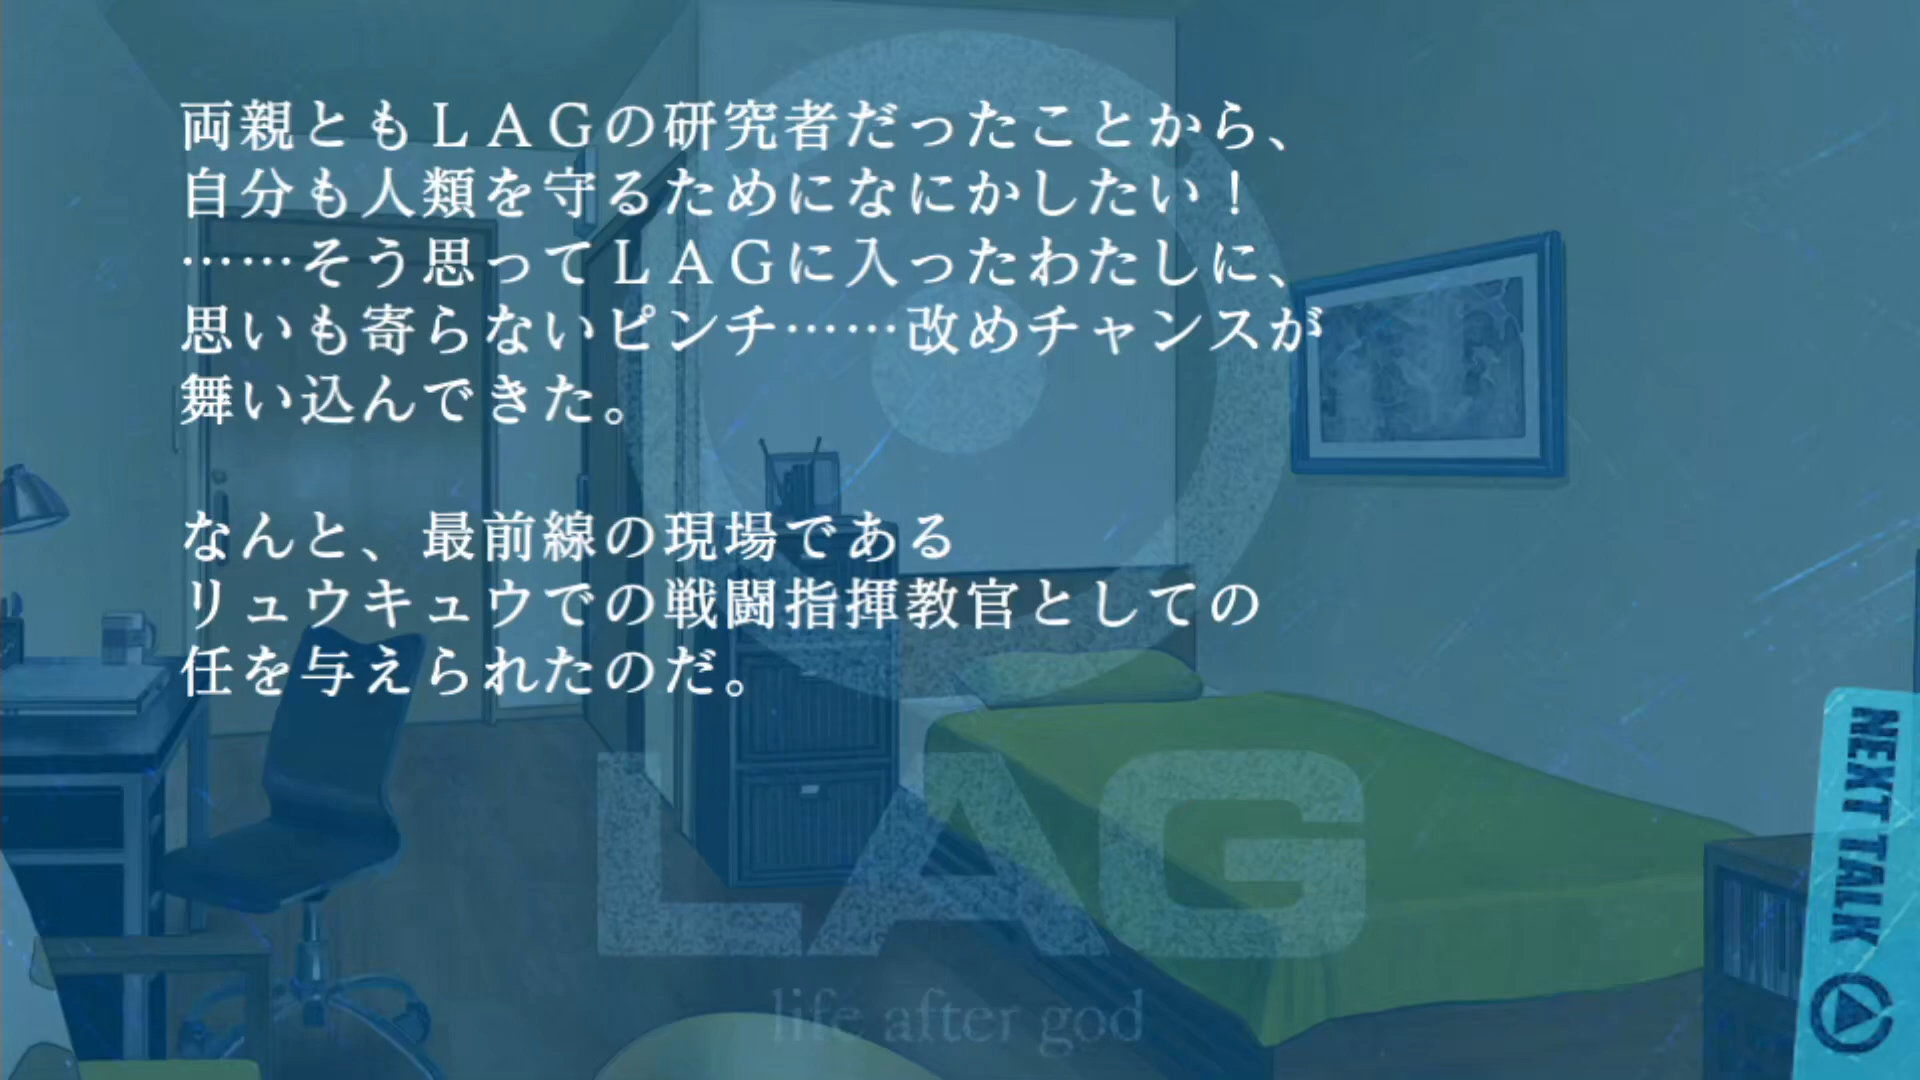 両親ともＬＡＧの研究者だったことから、
自分も人類を守るためになにかしたい！
……そう思ってＬＡＧに入ったわたしに、
思いも寄らないピンチ……改めチャンスが
舞い込んできた。
なんと、最前線の現場である
リュウキュウでの戦闘指揮教官としての
任を与えられたのだ。
LAG
life after god
NEXT TALK